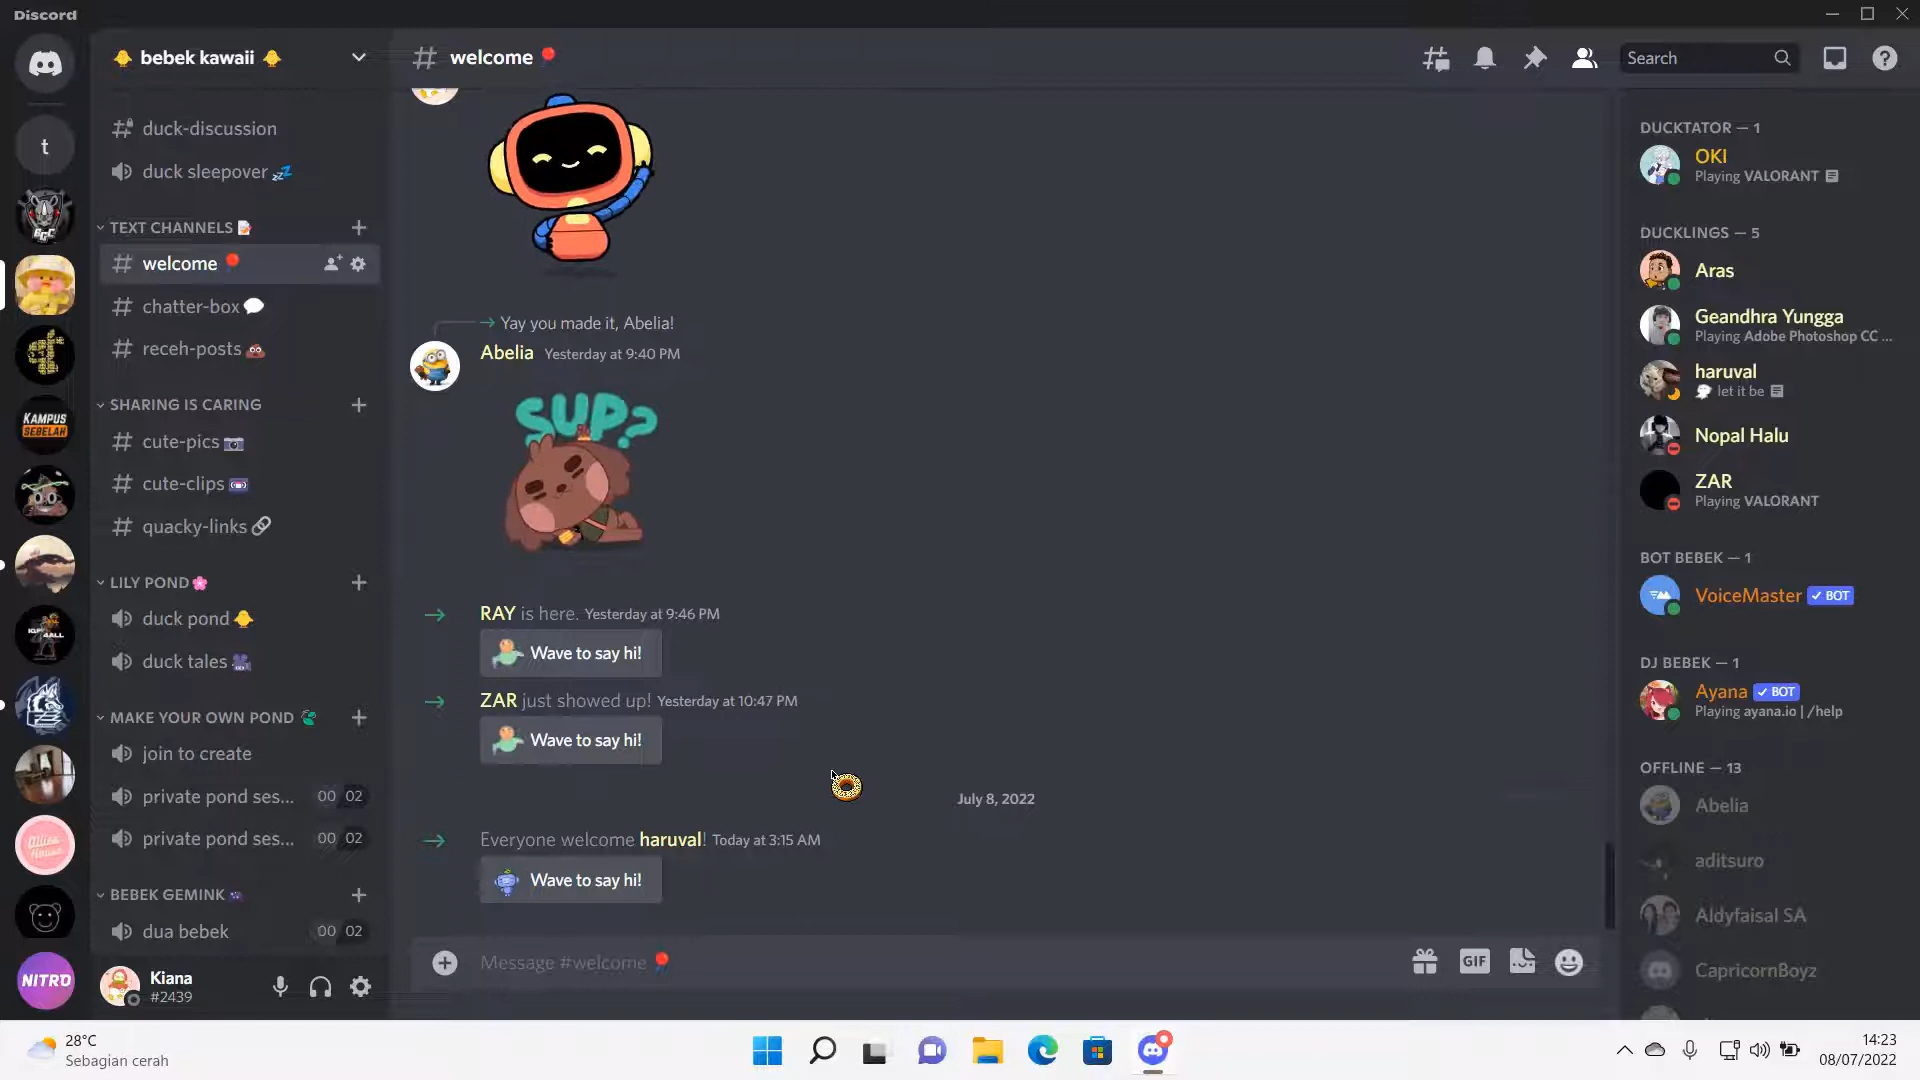 Discord
bebek kawaii
duck-discussion
duck sleepover
TEXT CHANNELS
welcome
chatter-box
receh-posts
SHARING IS CARING
cute-pics
cute-clips
quacky-links
LILY POND
duck pond
duck tales
MAKE YOUR OWN POND
join to create
private pond ses... 00 02
private pond ses... 00 02
BEBEK GEMINK
dua bebek 00 02
Kiana
#2439
t
KAMPUS
SEBELAH
NITRO
# welcome
Search
Yay you made it, Abelia!
Abelia Yesterday at 9:40 PM
SUP?
RAY is here. Yesterday at 9:46 PM
Wave to say hi!
ZAR just showed up! Yesterday at 10:47 PM
Wave to say hi!
July 8, 2022
Everyone welcome haruval! Today at 3:15 AM
Wave to say hi!
Message #welcome
GIF
DUCKTATOR — 1
OKI
Playing VALORANT
DUCKLINGS — 5
Aras
Geandhra Yungga
Playing Adobe Photoshop CC ...
haruval
let it be
Nopal Halu
ZAR
Playing VALORANT
BOT BEBEK — 1
VoiceMaster BOT
DJ BEBEK — 1
Ayana BOT
Playing ayana.io | /help
OFFLINE — 13
Abelia
aditsuro
Aldyfaisal SA
CapricornBoyz
28°C
Sebagian cerah
14:23
08/07/2022